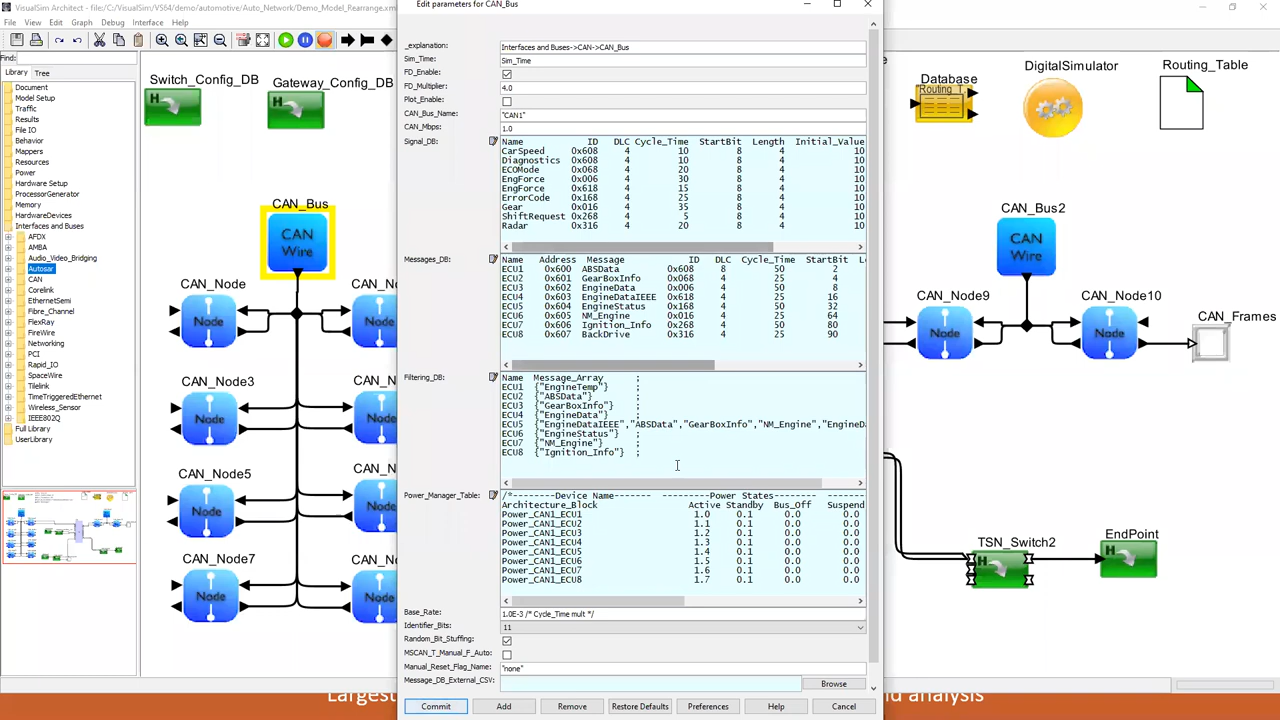 VisualSim Architect - file:/C:/VisualSim/VS64/demo/automotive/Auto_Network/Demo_Model_Rearrange.xm
File View Edit Graph Debug Interface Help
Find:
Library Tree
Document
Model Setup
Traffic
Results
File IO
Behavior
Mappers
Resources
Power
Hardware Setup
ProcessorGenerator
Memory
HardwareDevices
Interfaces and Buses
AFDX
AMBA
Audio_Video_Bridging
Autosar
CAN
Corelink
EthernetSemi
Fibre_Channel
FlexRay
FireWire
Networking
PCI
Rapid_IO
SpaceWire
Tilelink
TimeTriggeredEthernet
Wireless_Sensor
IEEE802Q
Full Library
UserLibrary
Switch_Config_DB
Gateway_Config_DB
CAN_Bus
CAN
Wire
CAN_Node
Node
CAN_Node3
Node
CAN_Node5
Node
CAN_Node7
Node
CAN_N
CAN_N
CAN_N
CAN_N
Edit parameters for CAN_Bus
_explanation: Interfaces and Buses->CAN->CAN_Bus
Sim_Time: Sim_Time
FD_Enable:
FD_Multiplier: 4.0
Plot_Enable:
CAN_Bus_Name: "CAN1"
CAN_Mbps: 1.0
Signal_DB:
Name ID DLC Cycle_Time StartBit Length Initial_Value
CarSpeed 0x608 4 10 8 4 10
Diagnostics 0x608 4 10 8 4 10
ECOMode 0x068 4 20 8 4 10
EngForce 0x006 4 30 8 4 10
EngForce 0x618 4 15 8 4 10
ErrorCode 0x168 4 25 8 4 10
Gear 0x016 4 35 8 4 10
ShiftRequest 0x268 4 5 8 4 10
Radar 0x316 4 20 8 4 10
Messages_DB:
Name Address Message ID DLC Cycle_Time StartBit L
ECU1 0x600 ABSData 0x608 8 50 2
ECU2 0x601 GearBoxInfo 0x068 4 25 4
ECU3 0x602 EngineData 0x006 4 50 8
ECU4 0x603 EngineDataIEEE 0x618 4 25 16
ECU5 0x604 EngineStatus 0x168 4 50 32
ECU6 0x605 NM_Engine 0x016 4 25 64
ECU7 0x606 Ignition_Info 0x268 4 50 80
ECU8 0x607 BackDrive 0x316 4 25 90
Filtering_DB:
Name Message_Array ;
ECU1 {"EngineTemp"} ;
ECU2 {"ABSData"} ;
ECU3 {"GearBoxInfo"} ;
ECU4 {"EngineData"} ;
ECU5 {"EngineDataIEEE","ABSData","GearBoxInfo","NM_Engine","EngineDa
ECU6 {"EngineStatus"} ;
ECU7 {"NM_Engine"} ;
ECU8 {"Ignition_Info"} ;
Power_Manager_Table:
/*-------Device Name------ ---------Power States ------
Architecture_Block Active Standby Bus_Off Suspend
Power_CAN1_ECU1 1.0 0.1 0.0 0.0
Power_CAN1_ECU2 1.1 0.1 0.0 0.0
Power_CAN1_ECU3 1.2 0.1 0.0 0.0
Power_CAN1_ECU4 1.3 0.1 0.0 0.0
Power_CAN1_ECU5 1.4 0.1 0.0 0.0
Power_CAN1_ECU6 1.5 0.1 0.0 0.0
Power_CAN1_ECU7 1.6 0.1 0.0 0.0
Power_CAN1_ECU8 1.7 0.1 0.0 0.0
Base_Rate: 1.0E-3 /* Cycle_Time mult */
Identifier_Bits: 11
Random_Bit_Stuffing:
MSCAN_T_Manual_F_Auto:
Manual_Reset_Flag_Name: "none"
Message_DB_External_CSV: Browse
Commit Add Remove Restore Defaults Preferences Help Cancel
Database
Routing_T
DigitalSimulator
Routing_Table
CAN_Bus2
CAN
Wire
CAN_Node9
Node
CAN_Node10
Node
CAN_Frames
TSN_Switch2
EndPoint